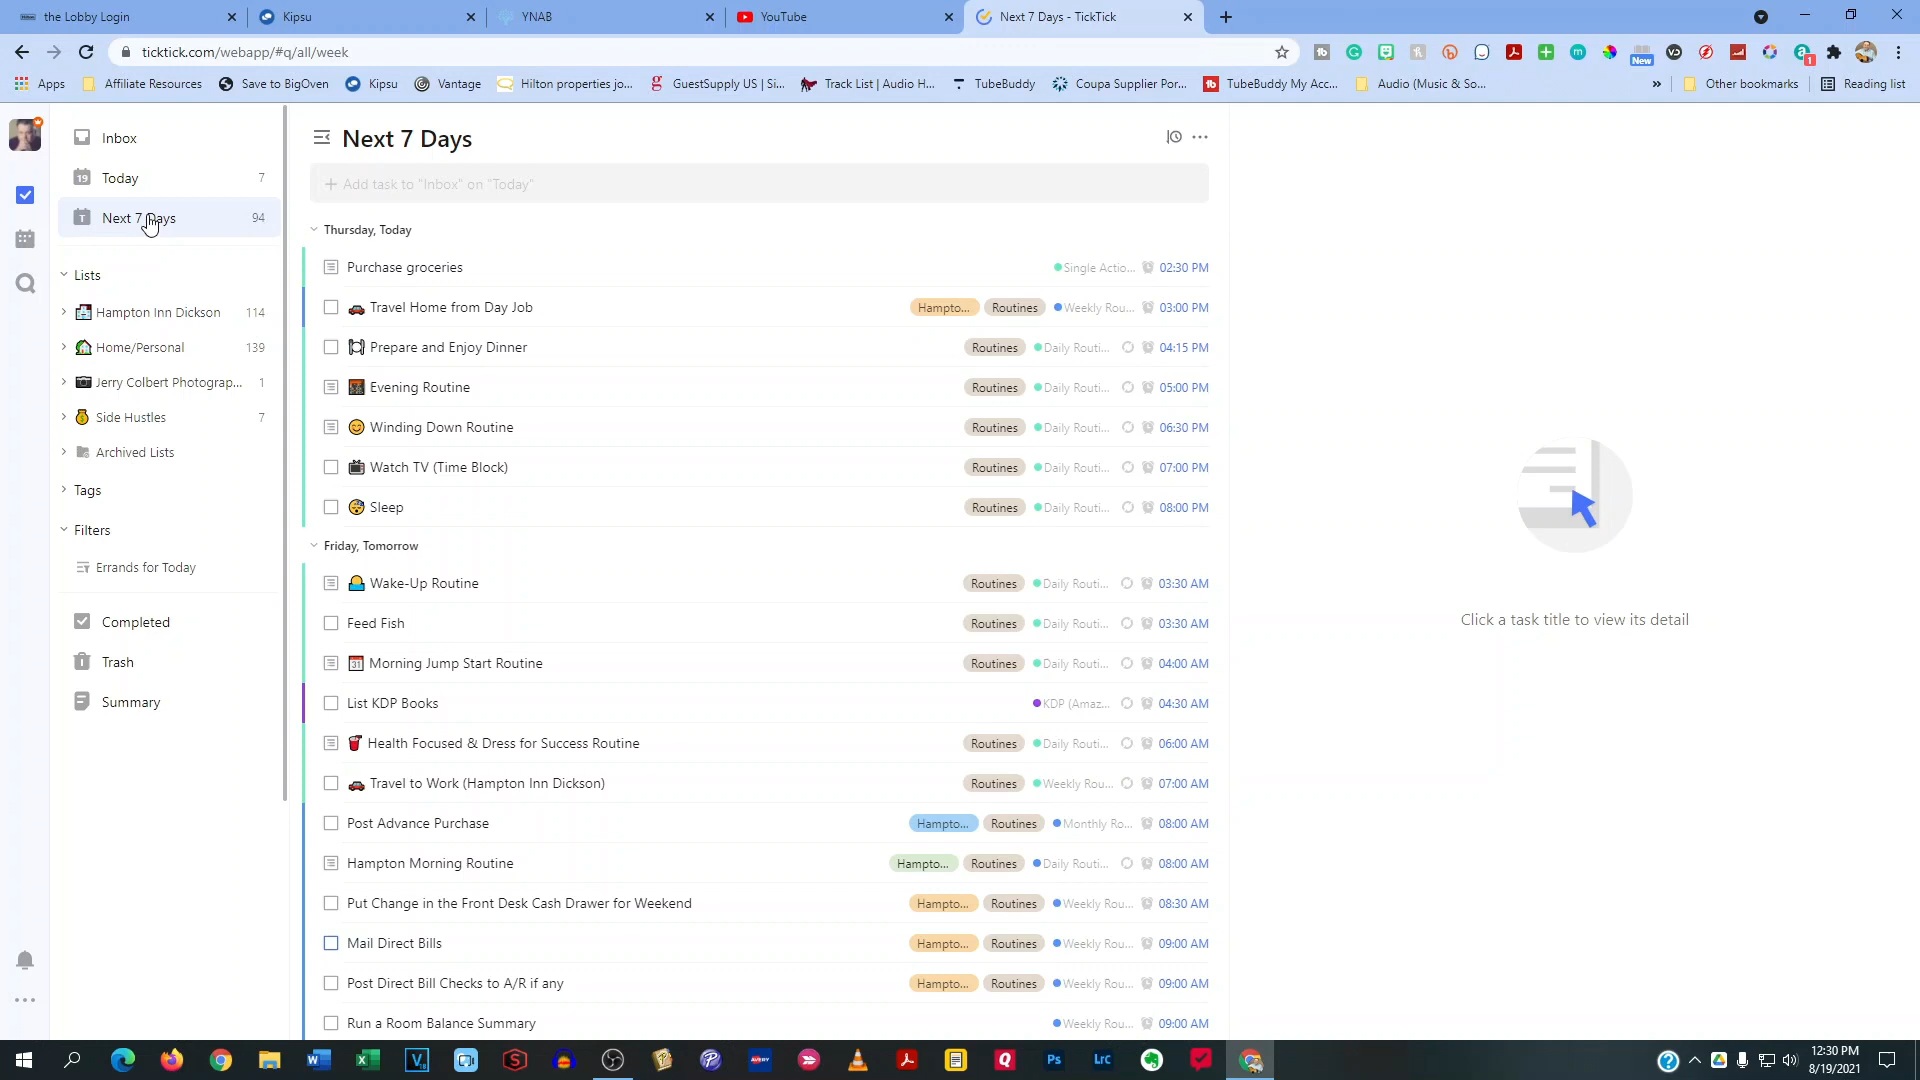 the Lobby Login
Kipsu
YNAB
YouTube
Next 7 Days - TickTick
ticktick.com/webapp/#q/all/week
New
1
Apps
Affiliate Resources
Save to BigOven
Kipsu
Vantage
Hilton properties jo...
GuestSupply US | Si...
Track List | Audio H...
TubeBuddy
Coupa Supplier Por...
TubeBuddy My Acc...
Audio (Music & So...
»
Other bookmarks
Reading list
Inbox
19 Today 7
T Next 7 Days 94
Lists
Hampton Inn Dickson 114
Home/Personal 139
Jerry Colbert Photograp... 1
Side Hustles 7
Archived Lists
Tags
Filters
Errands for Today
Completed
Trash
Summary
Next 7 Days
+ Add task to "Inbox" on "Today"
Thursday, Today
Purchase groceries Single Actio... 02:30 PM
Travel Home from Day Job Hampto... Routines Weekly Rou... 03:00 PM
Prepare and Enjoy Dinner Routines Daily Routi... 04:15 PM
Evening Routine Routines Daily Routi... 05:00 PM
Winding Down Routine Routines Daily Routi... 06:30 PM
Watch TV (Time Block) Routines Daily Routi... 07:00 PM
Sleep Routines Daily Routi... 08:00 PM
Friday, Tomorrow
Wake-Up Routine Routines Daily Routi... 03:30 AM
Feed Fish Routines Daily Routi... 03:30 AM
Morning Jump Start Routine Routines Daily Routi... 04:00 AM
List KDP Books KDP (Amaz... 04:30 AM
Health Focused & Dress for Success Routine Routines Daily Routi... 06:00 AM
Travel to Work (Hampton Inn Dickson) Routines Weekly Rou... 07:00 AM
Post Advance Purchase Hampto... Routines Monthly Ro... 08:00 AM
Hampton Morning Routine Hampto... Routines Daily Routi... 08:00 AM
Put Change in the Front Desk Cash Drawer for Weekend Hampto... Routines Weekly Rou... 08:30 AM
Mail Direct Bills Hampto... Routines Weekly Rou... 09:00 AM
Post Direct Bill Checks to A/R if any Hampto... Routines Weekly Rou... 09:00 AM
Run a Room Balance Summary Weekly Rou... 09:00 AM
Click a task title to view its detail
12:30 PM
8/19/2021